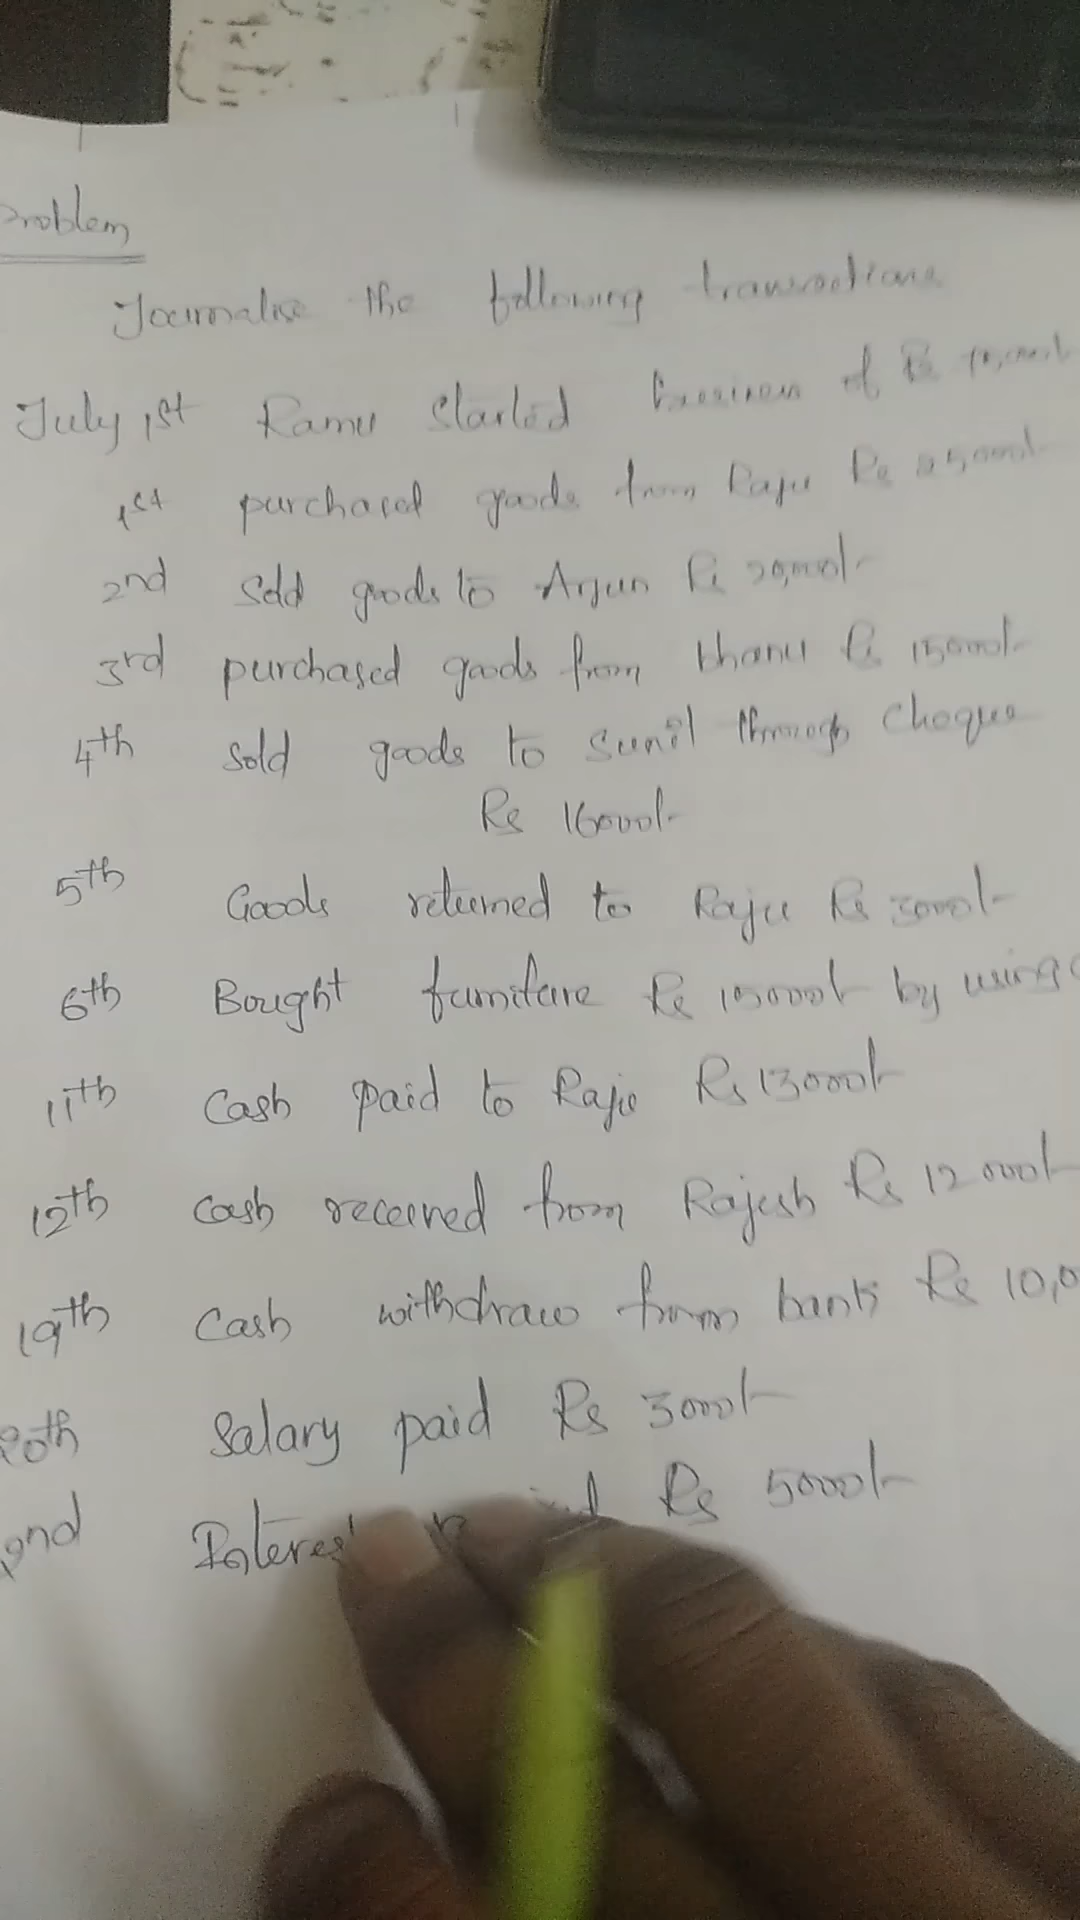 Problem
Journalise the following transactions
July 1st Ramu Started business of Rs
1st purchased goods from Raju Rs 25000/-
2nd Sold goods to Arjun Rs 20,000/-
3rd purchased goods from bhanu Rs 15000/-
4th Sold goods to Sunil through Cheque
Rs 16000/-
5th Goods returned to Raju Rs 3000/-
6th Bought furniture Rs by using
11th Cash paid to Raju Rs 13000/-
12th Cash received from Rajesh Rs 12000/-
19th Cash withdraw from bank Rs 10,0
20th Salary paid Rs 3000/-
nd Interes Rs 5000/-